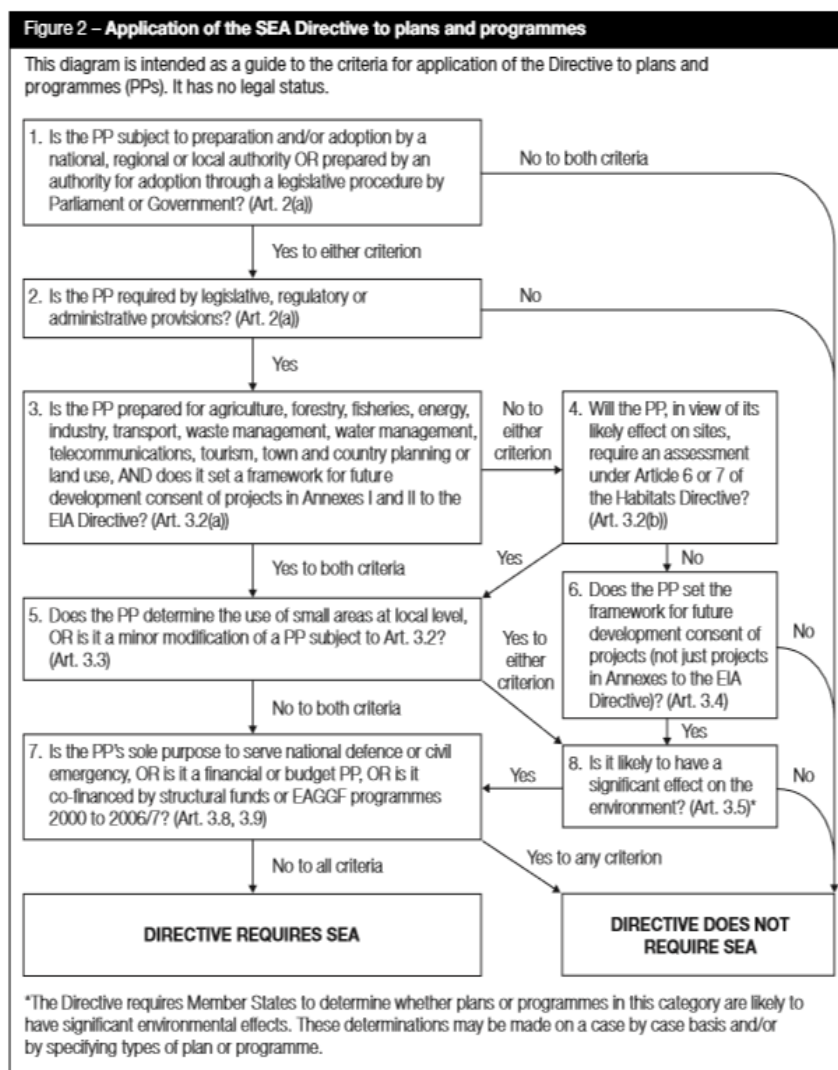 Figure 2 – Application of the SEA Directive to plans and programmes
This diagram is intended as a guide to the criteria for application of the Directive to plans and
programmes (PPs). It has no legal status.
1. Is the PP subject to preparation and/or adoption by a
national, regional or local authority OR prepared by an
authority for adoption through a legislative procedure by
Parliament or Government? (Art. 2(a))
No to both criteria
Yes to either criterion
2. Is the PP required by legislative, regulatory or
administrative provisions? (Art. 2(a))
No
Yes
3. Is the PP prepared for agriculture, forestry, fisheries, energy,
industry, transport, waste management, water management,
telecommunications, tourism, town and country planning or
land use, AND does it set a framework for future
development consent of projects in Annexes I and II to the
EIA Directive? (Art. 3.2(a))
No to
either
criterion
4. Will the PP, in view of its
likely effect on sites,
require an assessment
under Article 6 or 7 of
the Habitats Directive?
(Art. 3.2(b))
Yes to both criteria
Yes
No
5. Does the PP determine the use of small areas at local level,
OR is it a minor modification of a PP subject to Art. 3.2?
(Art. 3.3)
Yes to
either
criterion
6. Does the PP set the
framework for future
development consent of
projects (not just projects
in Annexes to the EIA
Directive)? (Art. 3.4)
No
No to both criteria
Yes
7. Is the PP's sole purpose to serve national defence or civil
emergency, OR is it a financial or budget PP, OR is it
co-financed by structural funds or EAGGF programmes
2000 to 2006/7? (Art. 3.8, 3.9)
Yes
8. Is it likely to have a
significant effect on the
environment? (Art. 3.5)*
No
No to all criteria
Yes to any criterion
DIRECTIVE REQUIRES SEA
DIRECTIVE DOES NOT
REQUIRE SEA
*The Directive requires Member States to determine whether plans or programmes in this category are likely to
have significant environmental effects. These determinations may be made on a case by case basis and/or
by specifying types of plan or programme.